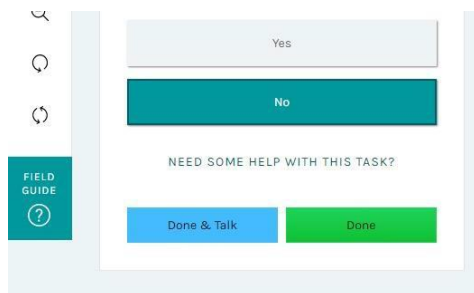 Yes
No
NEED SOME HELP WITH THIS TASK?
FIELD
GUIDE
?
Done & Talk
Done